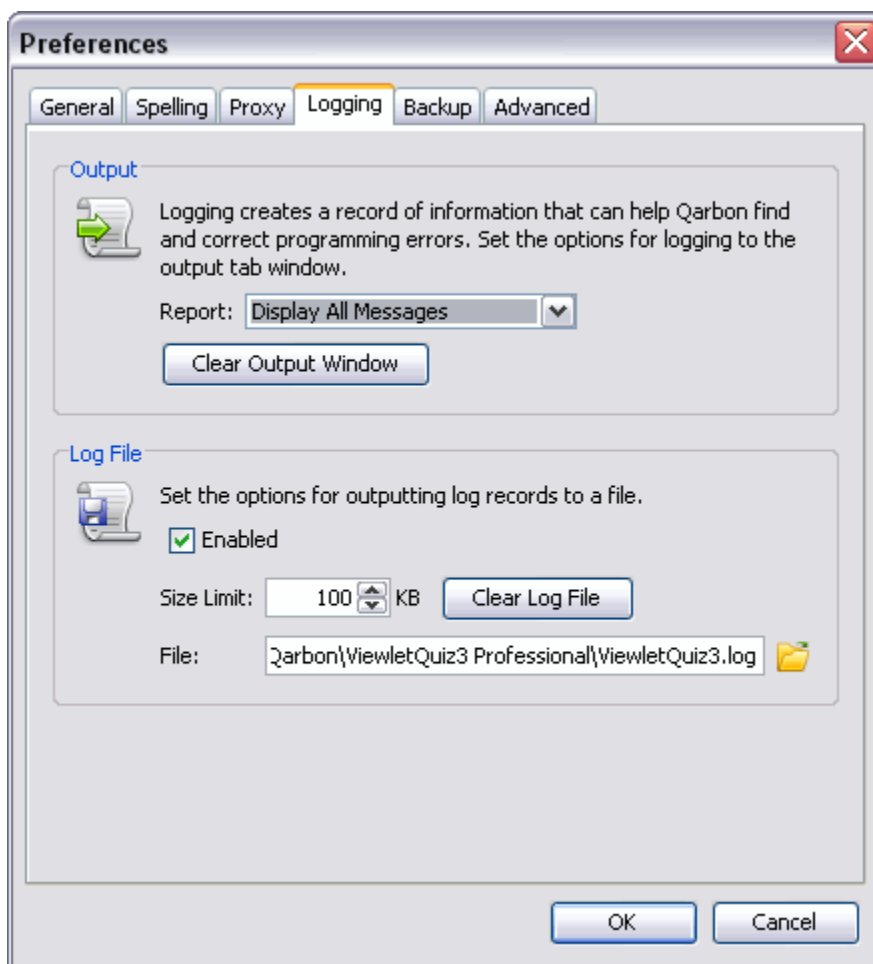 Preferences
General Spelling Proxy Logging Backup Advanced
Output
Logging creates a record of information that can help Qarbon find
and correct programming errors. Set the options for logging to the
output tab window.
Report: Display All Messages
Clear Output Window
Log File
Set the options for outputting log records to a file.
Enabled
Size Limit: 100 KB Clear Log File
File: Qarbon\ViewletQuiz3 Professional\ViewletQuiz3.log
OK Cancel